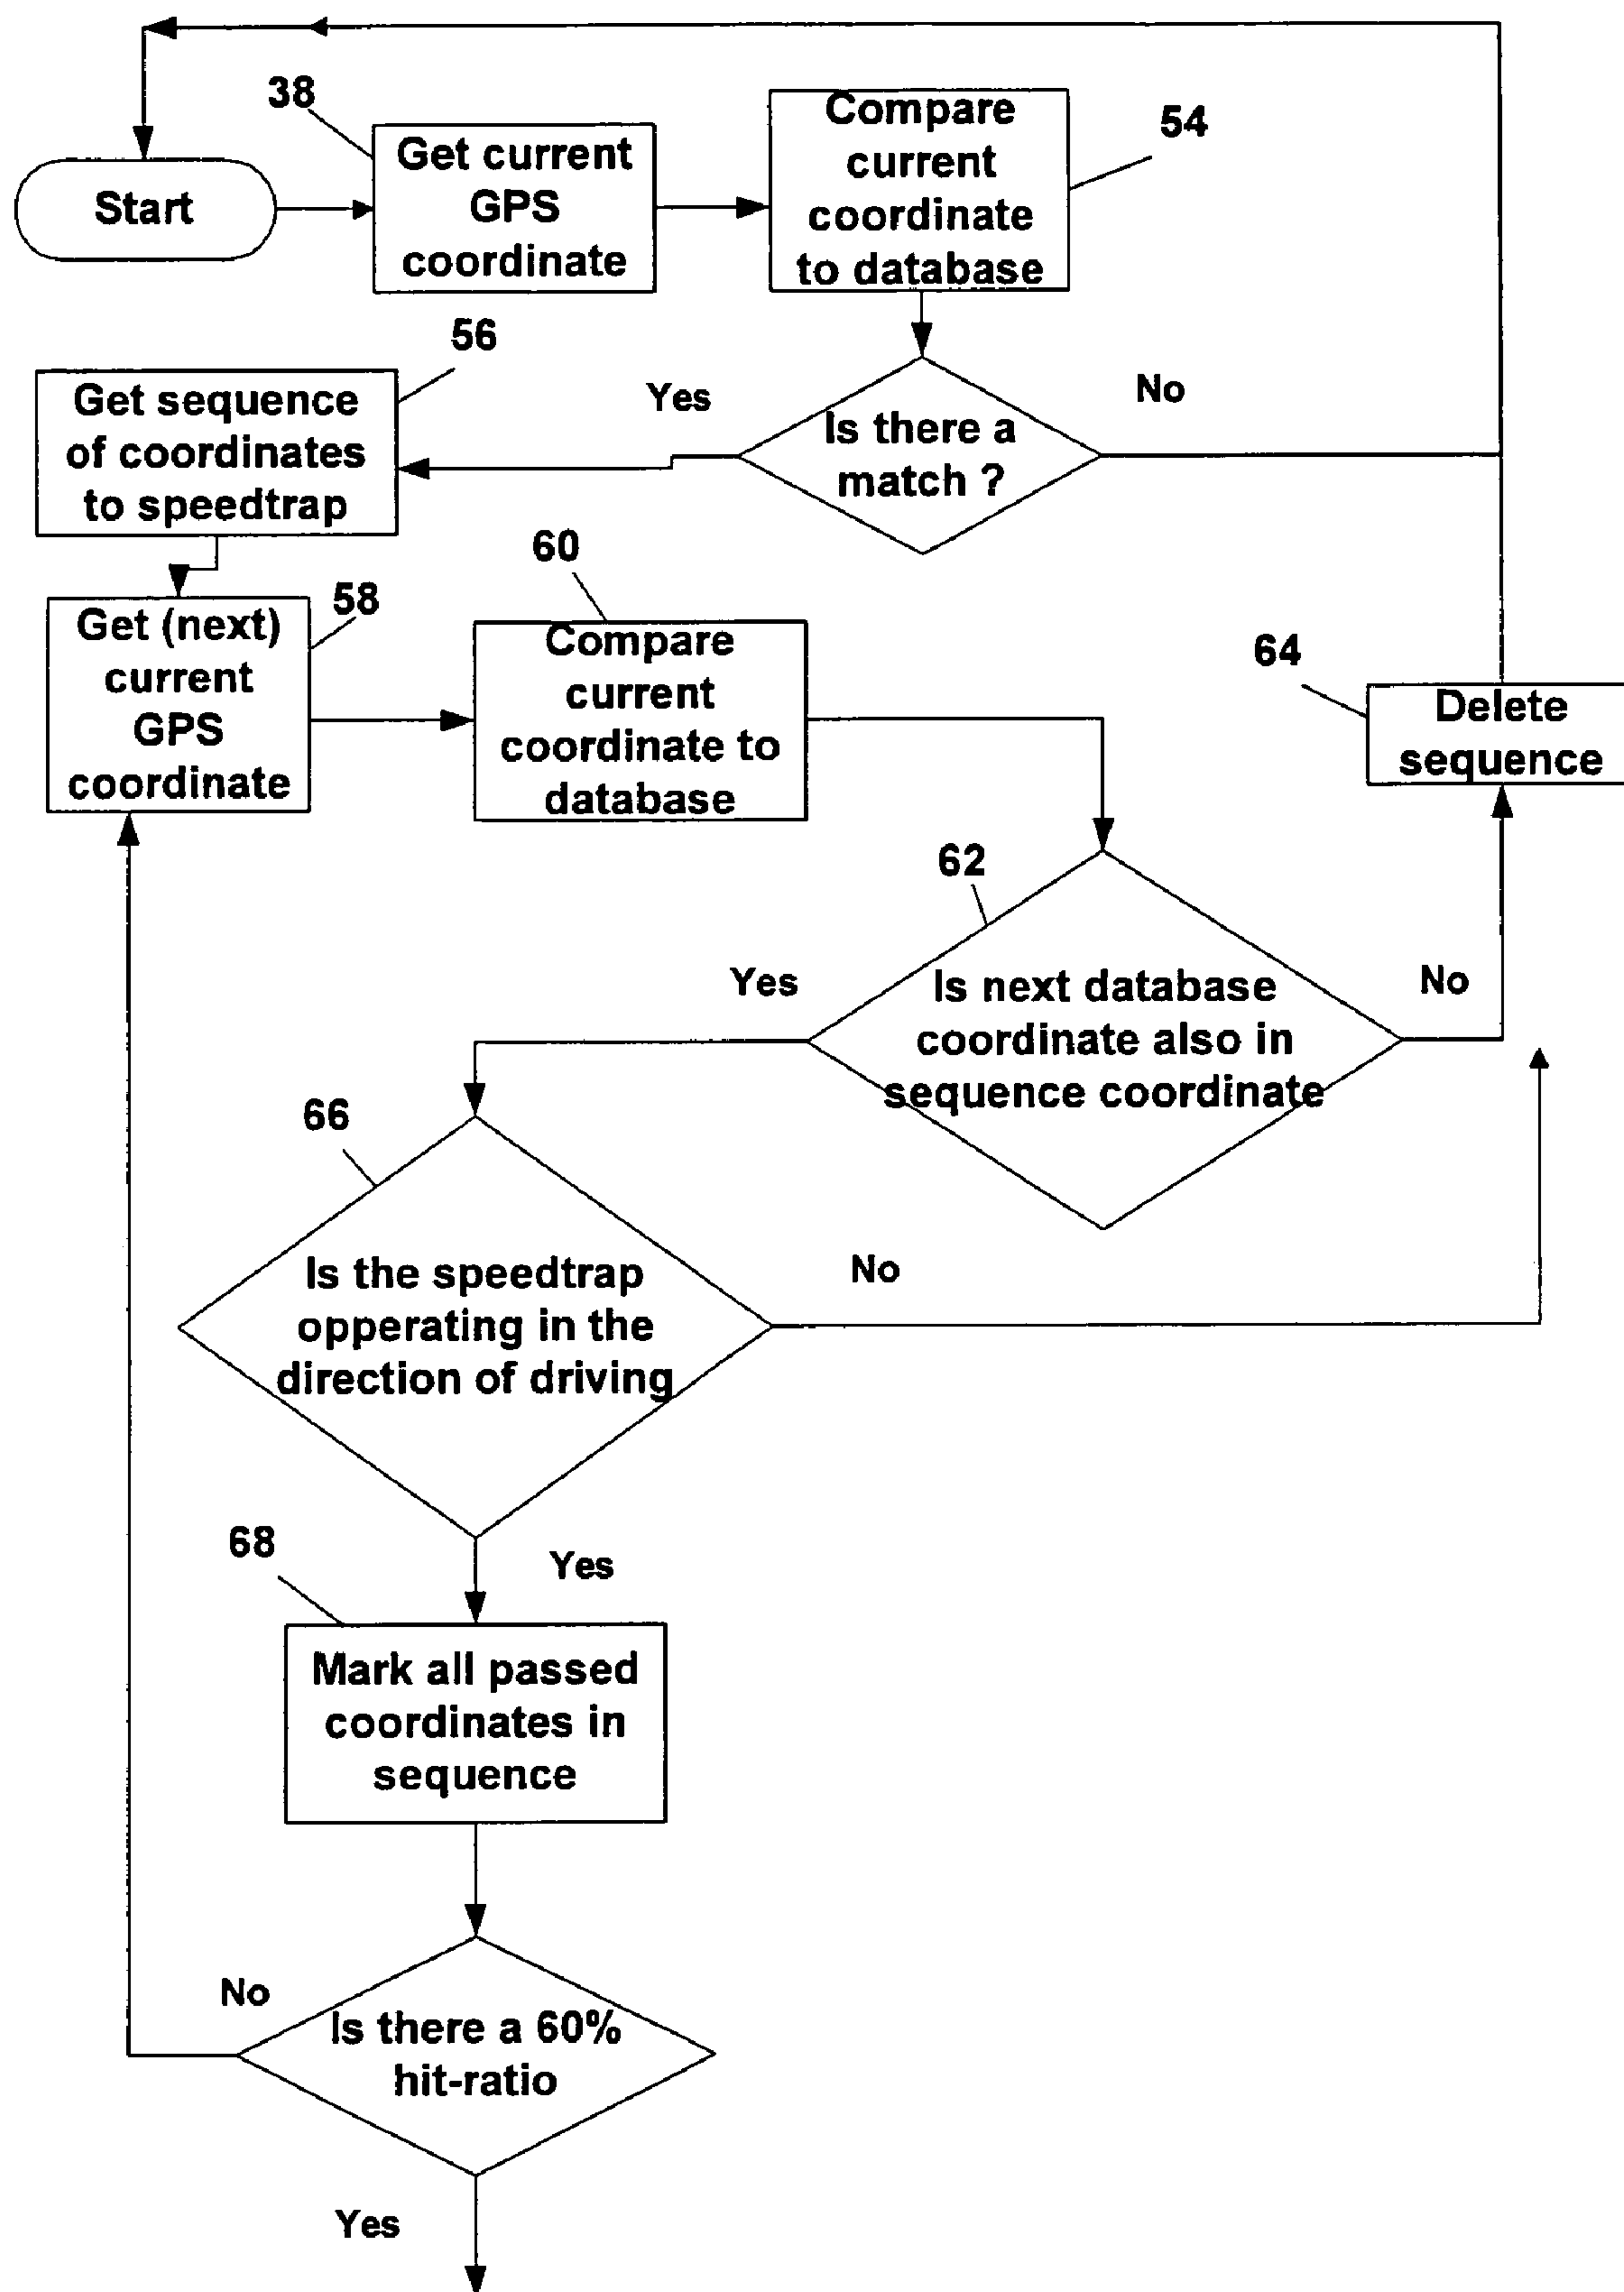 38
Get current
GPS
coordinate
Compare
current
coordinate
to database
54
Start
56
Get sequence
of coordinates
to speedtrap
Yes
Is there a
match ?
No
58
Get (next)
current
GPS
coordinate
60
Compare
current
coordinate to
database
64
Delete
sequence
62
Yes
Is next database
coordinate also in
sequence coordinate
No
66
Is the speedtrap
opperating in the
direction of driving
No
68
Yes
Mark all passed
coordinates in
sequence
No
Is there a 60%
hit-ratio
Yes